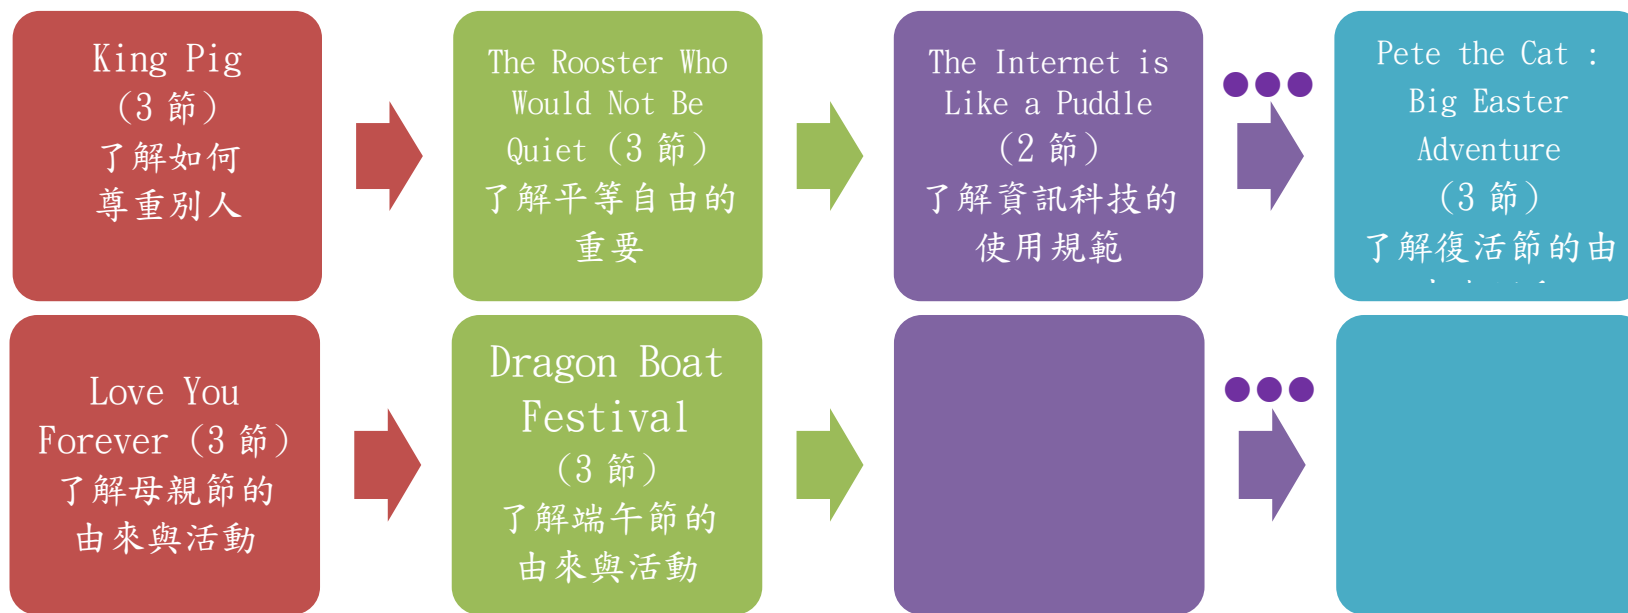 King Pig
(3 節)
了解如何
尊重別人
The Rooster Who
Would Not Be
Quiet (3 節)
了解平等自由的
重要
The Internet is
Like a Puddle
(2 節)
了解資訊科技的
使用規範
Pete the Cat :
Big Easter
Adventure
(3 節)
了解復活節的由
Love You
Forever (3 節)
了解母親節的
由來與活動
Dragon Boat
Festival
(3 節)
了解端午節的
由來與活動